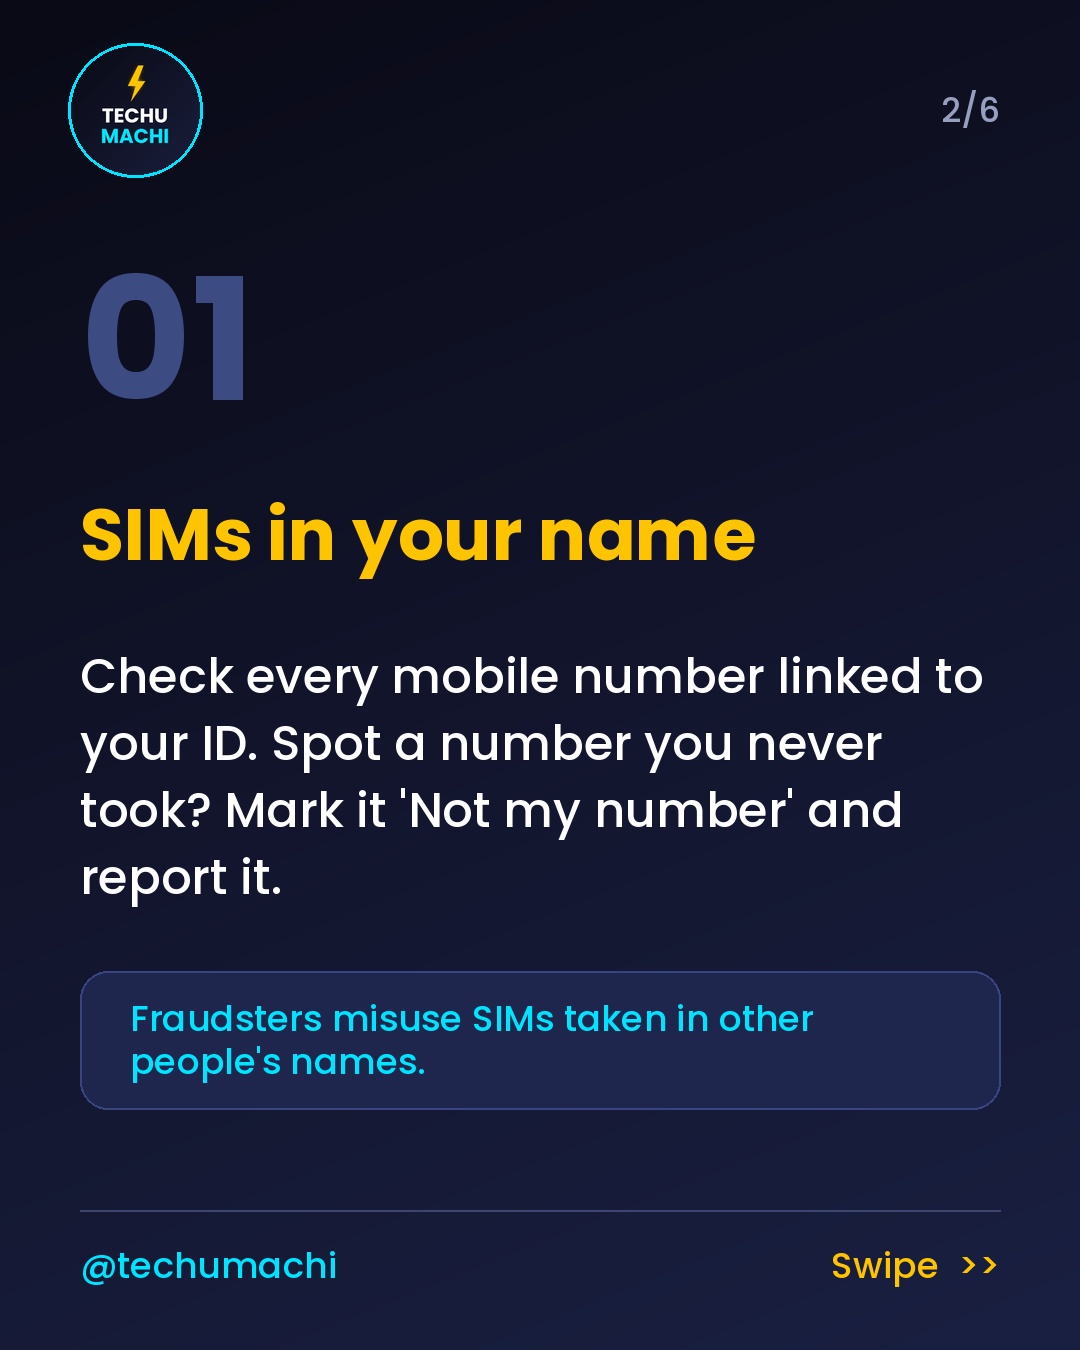 TECHU
MACHI
2/6
01
SIMs in your name
Check every mobile number linked to
your ID. Spot a number you never
took? Mark it 'Not my number' and
report it.
Fraudsters misuse SIMs taken in other
people's names.
@techumachi
Swipe >>